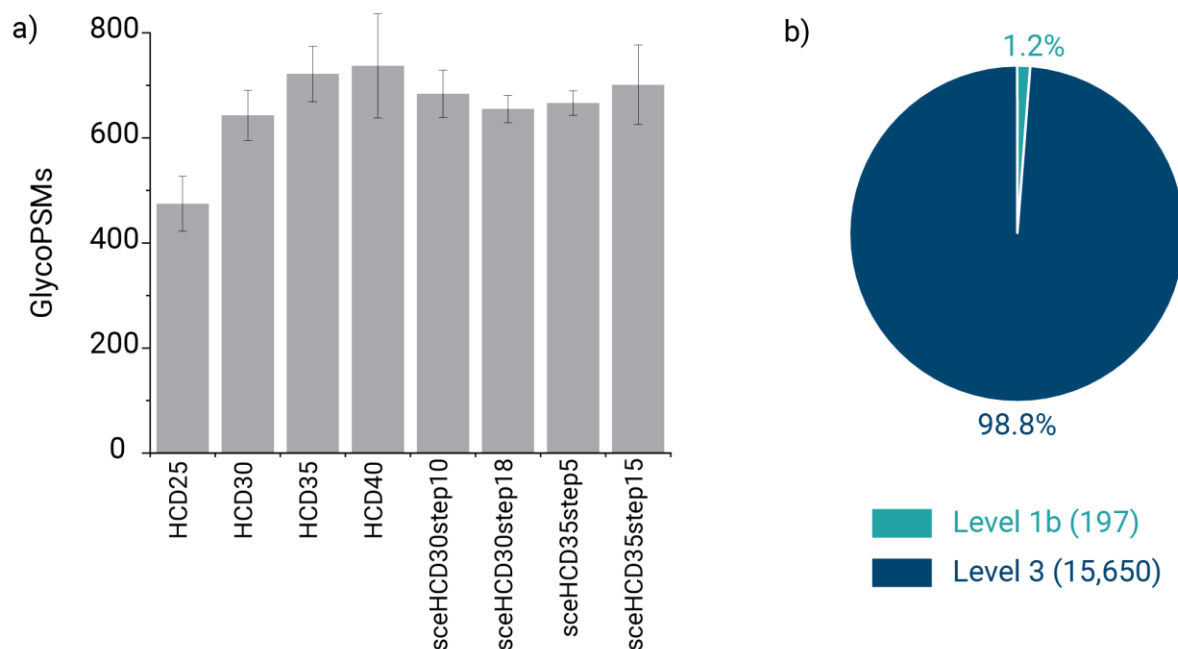 a)
GlycoPSMs
800
600
400
200
0
HCD25
HCD30
HCD35
HCD40
sceHCD30step10
sceHCD30step18
sceHCD35step5
sceHCD35step15
b)
1.2%
98.8%
Level 1b (197)
Level 3 (15,650)